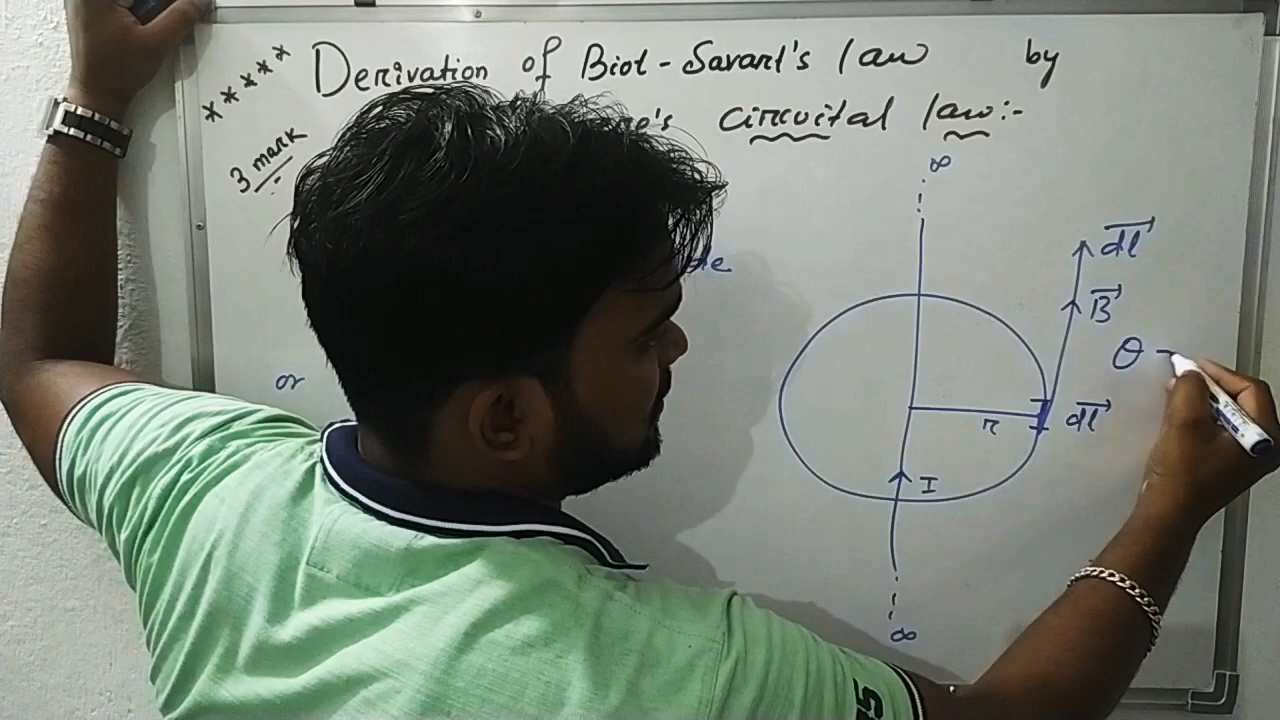 ***** Derivation of Biot-Savart's law by
circuital law:-
3 mark
∞
dl
B
θ -
or
r
dl
I
∞